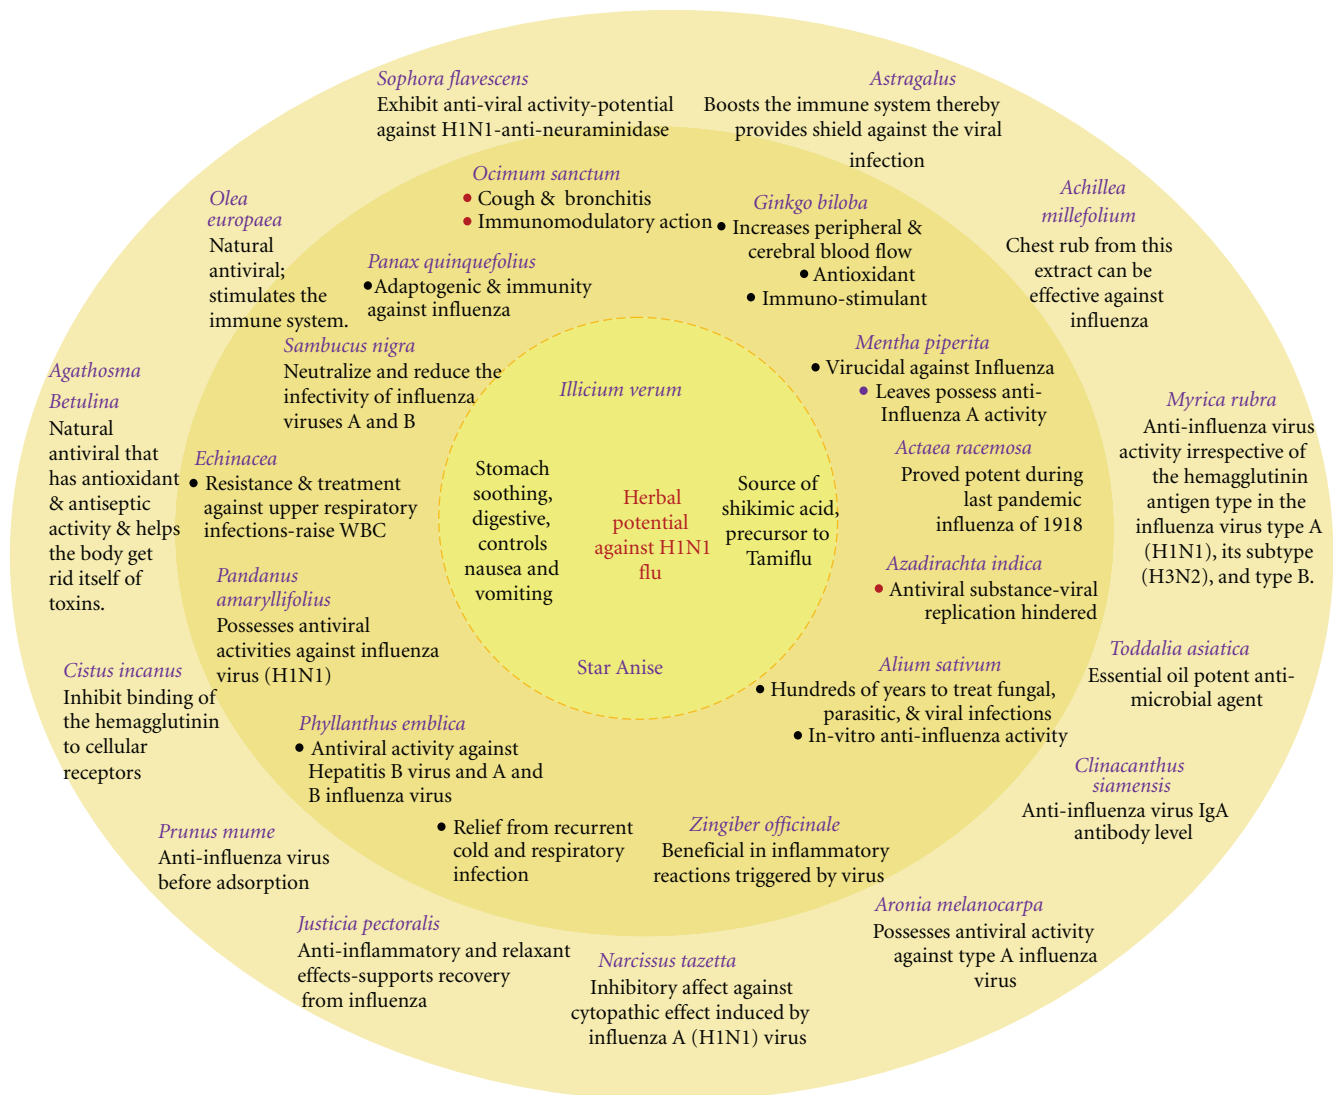 Sophora flavescens
Exhibit anti-viral activity-potential
against H1N1-anti-neuraminidase
Astragalus
Boosts the immune system thereby
provides shield against the viral
infection
Ocimum sanctum
• Cough & bronchitis
• Immunomodulatory action
Olea
europaea
Natural
antiviral;
stimulates the
immune system.
Ginkgo biloba
• Increases peripheral &
cerebral blood flow
• Antioxidant
• Immuno-stimulant
Achillea
millefolium
Chest rub from this
extract can be
effective against
influenza
Panax quinquefolius
• Adaptogenic & immunity
against influenza
Sambucus nigra
Neutralize and reduce the
infectivity of influenza
viruses A and B
Mentha piperita
• Virucidal against Influenza
• Leaves possess anti-
Influenza A activity
Agathosma
Betulina
Natural
antiviral that
has antioxidant
& antiseptic
activity & helps
the body get
rid itself of
toxins.
Illicium verum
Myrica rubra
Anti-influenza virus
activity irrespective of
the hemagglutinin
antigen type in the
influenza virus type A
(H1N1), its subtype
(H3N2), and type B.
Echinacea
• Resistance & treatment
against upper respiratory
infections-raise WBC
Stomach
soothing,
digestive,
controls
nausea and
vomiting
Herbal
potential
against H1N1
flu
Source of
shikimic acid,
precursor to
Tamiflu
Actaea racemosa
Proved potent during
last pandemic
influenza of 1918
Azadirachta indica
• Antiviral substance-viral
replication hindered
Pandanus
amaryllifolius
Possesses antiviral
activities against influenza
virus (H1N1)
Star Anise
Cistus incanus
Inhibit binding of
the hemagglutinin
to cellular
receptors
Alium sativum
• Hundreds of years to treat fungal,
parasitic, & viral infections
• In-vitro anti-influenza activity
Toddalia asiatica
Essential oil potent anti-
microbial agent
Phyllanthus emblica
• Antiviral activity against
Hepatitis B virus and A and
B influenza virus
• Relief from recurrent
cold and respiratory
infection
Clinacanthus
siamensis
Anti-influenza virus IgA
antibody level
Prunus mume
Anti-influenza virus
before adsorption
Zingiber officinale
Beneficial in inflammatory
reactions triggered by virus
Justicia pectoralis
Anti-inflammatory and relaxant
effects-supports recovery
from influenza
Narcissus tazetta
Inhibitory affect against
cytopathic effect induced by
influenza A (H1N1) virus
Aronia melanocarpa
Possesses antiviral activity
against type A influenza
virus